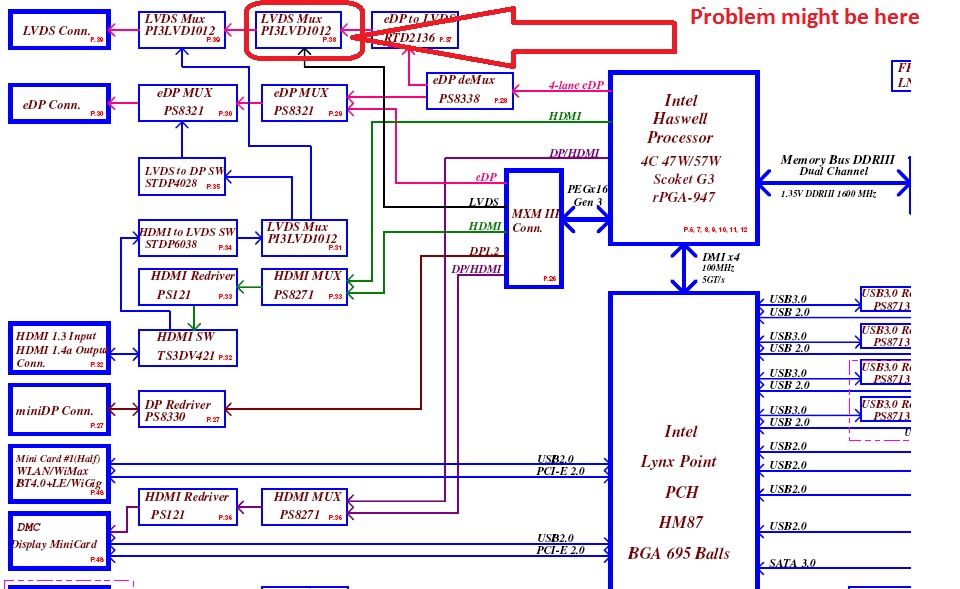 Problem might be here
LVDS Conn.
P.39
LVDS Mux
PI3LVD1012
P.39
LVDS Mux
PI3LVD1012
P.38
eDP to LVDS
RTD2136
P.37
eDP Conn.
P.30
eDP MUX
PS8321
P.30
eDP MUX
PS8321
P.29
eDP deMux
PS8338
P.28
4-lane eDP
HDMI
DP/HDMI
Intel
Haswell
Processor
4C 47W/57W
Scoket G3
rPGA-947
P.6, 7, 8, 9, 10, 11, 12
Memory Bus DDRIII
Dual Channel
1.35V DDRIII 1600 MHz
LVDS to DP SW
STDP4028
P.35
eDP
LVDS
HDMI
DPL2
DP/HDMI
MXM III
Conn.
P.26
PEGx16
Gen 3
HDMI to LVDS SW
STDP6038
P.34
LVDS Mux
PI3LVD1012
P.31
DMI x4
100MHz
5GT/s
HDMI Redriver
PS121
P.33
HDMI MUX
PS8271
P.33
HDMI 1.3 Input
HDMI 1.4a Output
Conn.
P.32
HDMI SW
TS3DV421
P.32
miniDP Conn.
P.27
DP Redriver
PS8330
P.27
Mini Card #1(Half)
WLAN/WiMax
BT4.0+LE/WiGig
P.48
USB2.0
PCI-E 2.0
HDMI Redriver
PS121
P.36
HDMI MUX
PS8271
P.36
DMC
Display MiniCard
P.48
USB2.0
PCI-E 2.0
Intel
Lynx Point
PCH
HM87
BGA 695 Balls
USB3.0
USB 2.0
USB3.0
USB 2.0
USB3.0
USB 2.0
USB3.0
USB 2.0
USB2.0
USB2.0
USB2.0
USB2.0
SATA 3.0
USB3.0 Re
PS8713
USB3.0 Re
PS8713
USB3.0 Re
PS8713
USB3.0 Re
PS8713